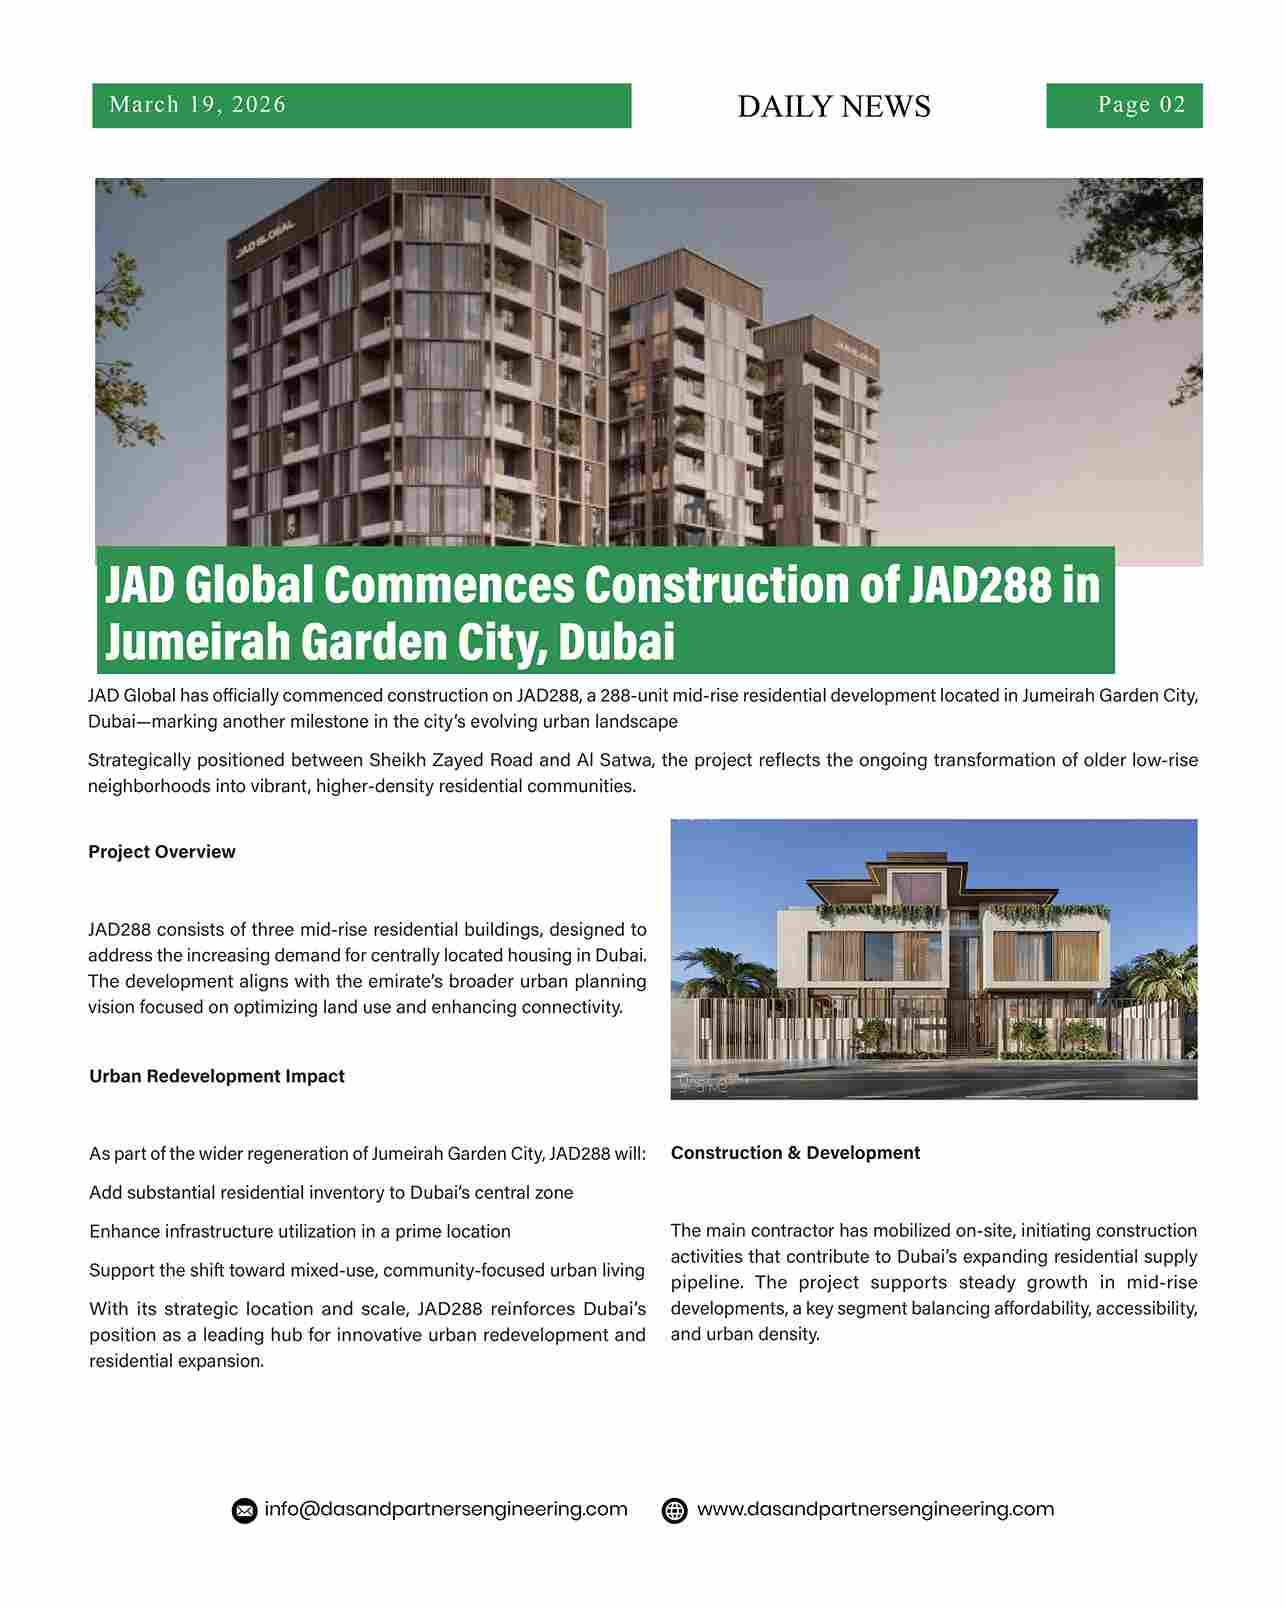 March 19, 2026
DAILY NEWS
Page 02
JAD GLOBAL
JAD GLOBAL
JAD Global Commences Construction of JAD288 in
Jumeirah Garden City, Dubai
JAD Global has officially commenced construction on JAD288, a 288-unit mid-rise residential development located in Jumeirah Garden City,
Dubai—marking another milestone in the city’s evolving urban landscape
Strategically positioned between Sheikh Zayed Road and Al Satwa, the project reflects the ongoing transformation of older low-rise
neighborhoods into vibrant, higher-density residential communities.
Project Overview
JAD288 consists of three mid-rise residential buildings, designed to
address the increasing demand for centrally located housing in Dubai.
The development aligns with the emirate’s broader urban planning
vision focused on optimizing land use and enhancing connectivity.
Urban Redevelopment Impact
As part of the wider regeneration of Jumeirah Garden City, JAD288 will:
Add substantial residential inventory to Dubai’s central zone
Enhance infrastructure utilization in a prime location
Support the shift toward mixed-use, community-focused urban living
With its strategic location and scale, JAD288 reinforces Dubai’s
position as a leading hub for innovative urban redevelopment and
residential expansion.
Construction & Development
The main contractor has mobilized on-site, initiating construction
activities that contribute to Dubai’s expanding residential supply
pipeline. The project supports steady growth in mid-rise
developments, a key segment balancing affordability, accessibility,
and urban density.
info@dasandpartnersengineering.com
www.dasandpartnersengineering.com